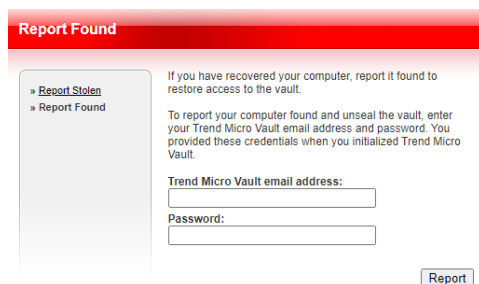 Report Found
» Report Stolen
» Report Found
If you have recovered your computer, report it found to
restore access to the vault.
To report your computer found and unseal the vault, enter
your Trend Micro Vault email address and password. You
provided these credentials when you initialized Trend Micro
Vault.
Trend Micro Vault email address:
Password:
Report